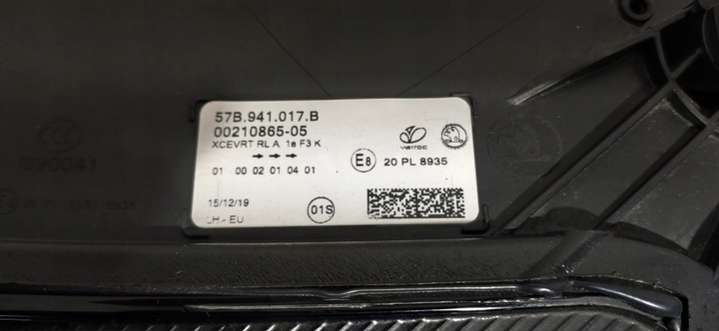 57B.941.017.B
00210865-05
XCEVRT RL A 1a F3 K
01 00 02 01 04 01
15/12/19
LH - EU
01S
E8
20 PL 8935